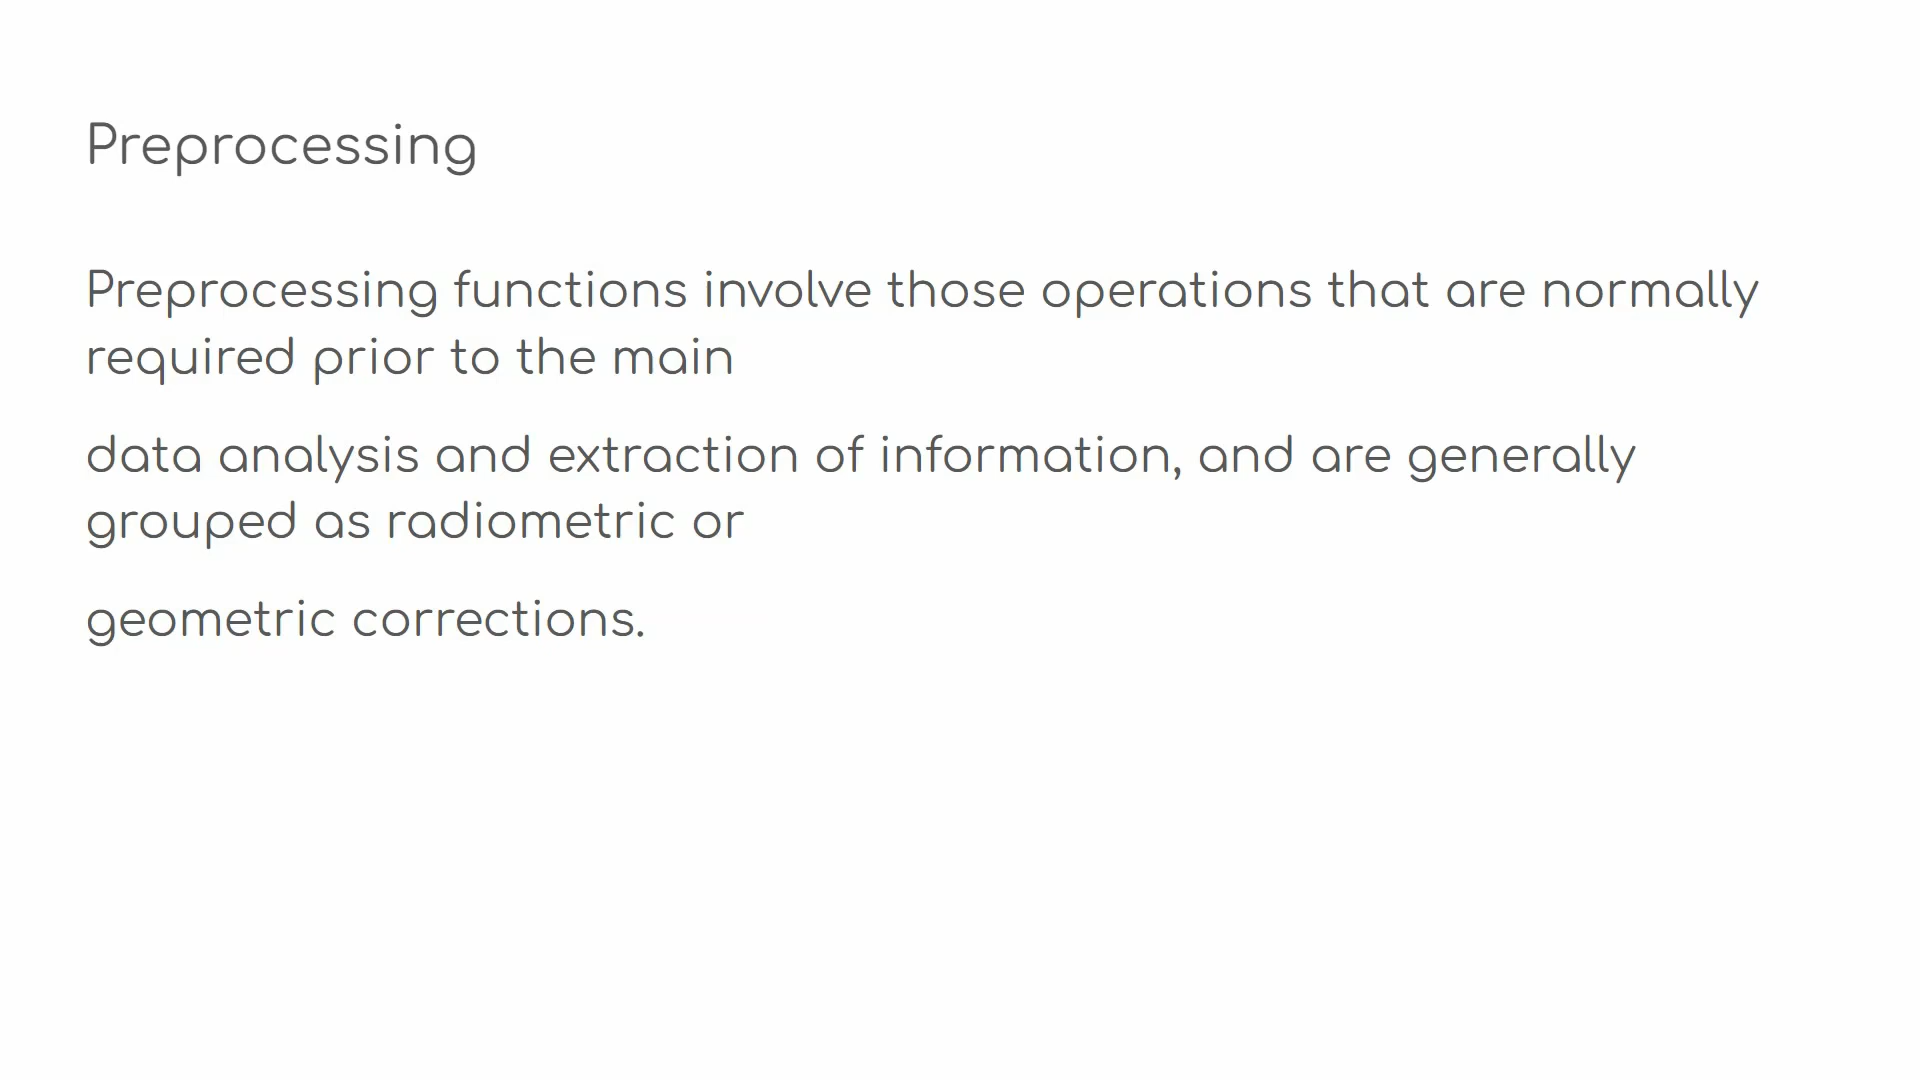 Preprocessing
Preprocessing functions involve those operations that are normally
required prior to the main
data analysis and extraction of information, and are generally
grouped as radiometric or
geometric corrections.